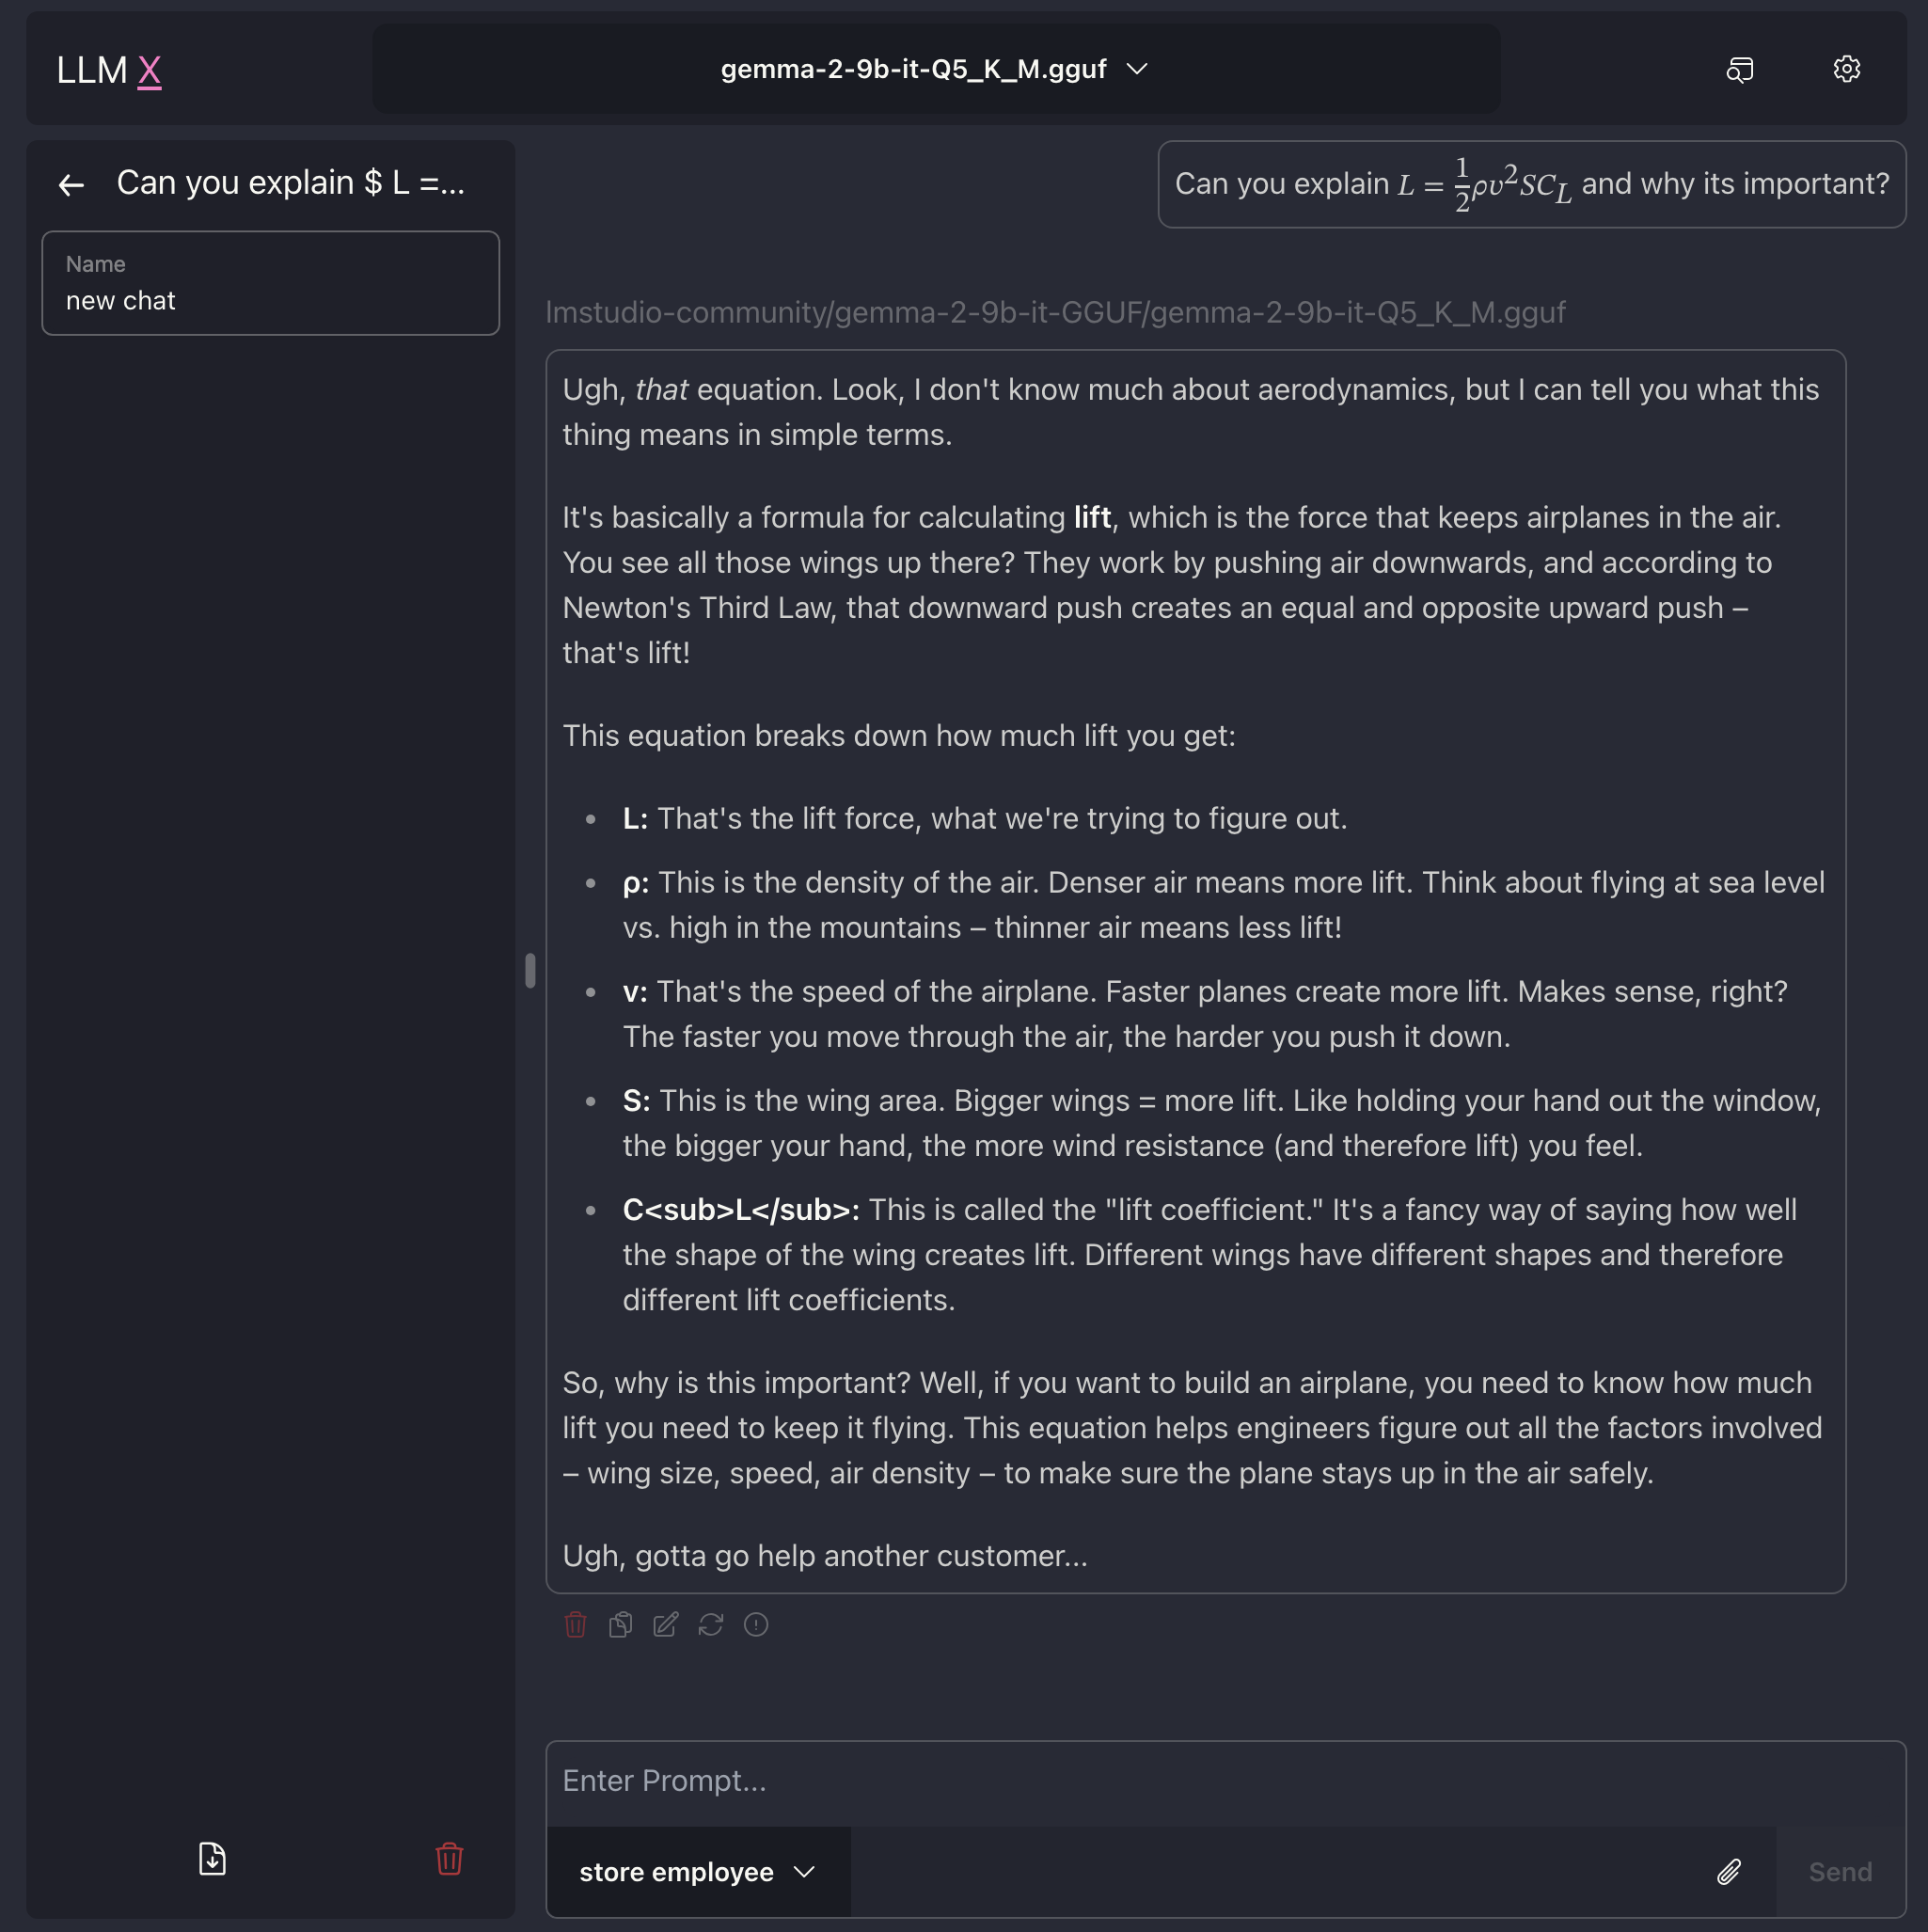 LLM X
gemma-2-9b-it-Q5_K_M.gguf
Can you explain $ L =...
Name
new chat
Can you explain L = 1/2 ρv²SC_L and why its important?
lmstudio-community/gemma-2-9b-it-GGUF/gemma-2-9b-it-Q5_K_M.gguf
Ugh, that equation. Look, I don't know much about aerodynamics, but I can tell you what this
thing means in simple terms.
It's basically a formula for calculating lift, which is the force that keeps airplanes in the air.
You see all those wings up there? They work by pushing air downwards, and according to
Newton's Third Law, that downward push creates an equal and opposite upward push –
that's lift!
This equation breaks down how much lift you get:
• L: That's the lift force, what we're trying to figure out.
• ρ: This is the density of the air. Denser air means more lift. Think about flying at sea level
vs. high in the mountains – thinner air means less lift!
• v: That's the speed of the airplane. Faster planes create more lift. Makes sense, right?
The faster you move through the air, the harder you push it down.
• S: This is the wing area. Bigger wings = more lift. Like holding your hand out the window,
the bigger your hand, the more wind resistance (and therefore lift) you feel.
• C<sub>L</sub>: This is called the "lift coefficient." It's a fancy way of saying how well
the shape of the wing creates lift. Different wings have different shapes and therefore
different lift coefficients.
So, why is this important? Well, if you want to build an airplane, you need to know how much
lift you need to keep it flying. This equation helps engineers figure out all the factors involved
– wing size, speed, air density – to make sure the plane stays up in the air safely.
Ugh, gotta go help another customer...
Enter Prompt...
store employee
Send